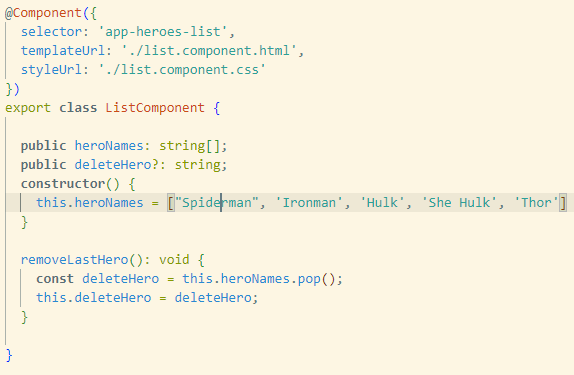 @Component({
  selector: 'app-heroes-list',
  templateUrl: './list.component.html',
  styleUrl: './list.component.css'
})
export class ListComponent {
  public heroNames: string[];
  public deleteHero?: string;
  constructor() {
    this.heroNames = ["Spiderman", 'Ironman', 'Hulk', 'She Hulk', 'Thor']
  }
  removeLastHero(): void {
    const deleteHero = this.heroNames.pop();
    this.deleteHero = deleteHero;
  }
}